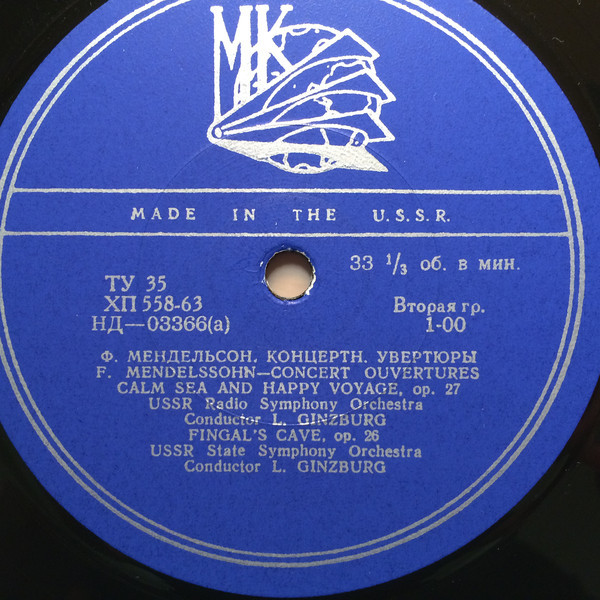 МК
MADE IN THE U.S.S.R.
33 1/3 об. в мин.
ТУ 35
ХП 558-63
НД—03366(а)
Вторая гр.
1-00
Ф. МЕНДЕЛЬСОН. КОНЦЕРТН. УВЕРТЮРЫ
F. MENDELSSOHN—CONCERT OUVERTURES
CALM SEA AND HAPPY VOYAGE, op. 27
USSR Radio Symphony Orchestra
Conductor L. GINZBURG
FINGAL'S CAVE, op. 26
USSR State Symphony Orchestra
Conductor L. GINZBURG